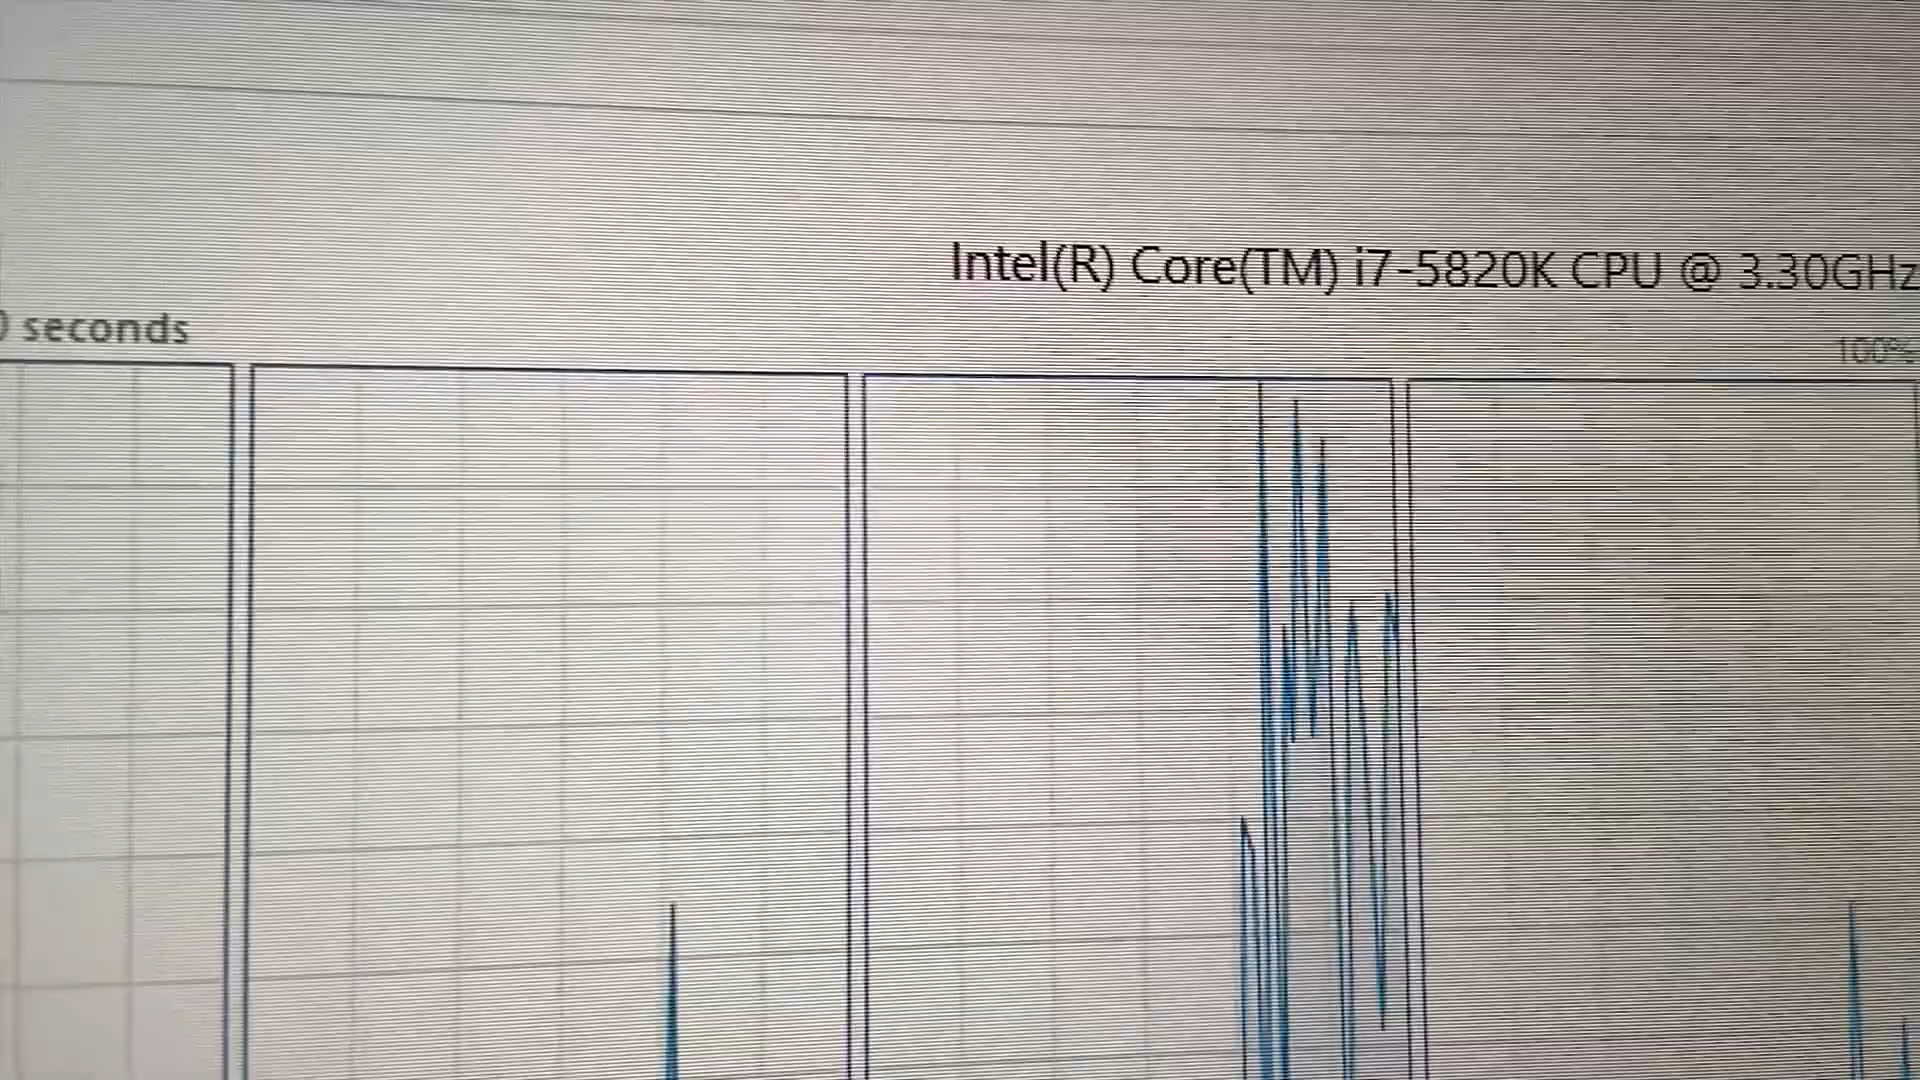 Intel(R) Core(TM) i7-5820K CPU @ 3.30GHz
seconds
100%